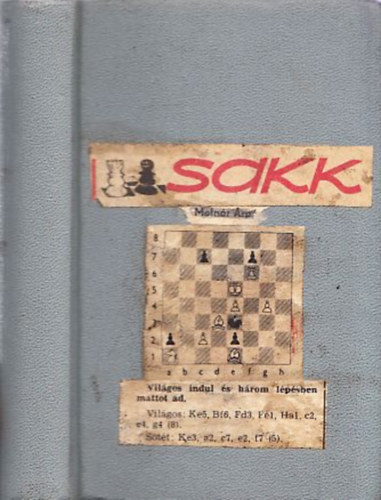 SAKK
Molnár Árp.
8
7
6
5
4
3
2
1
a b c d e f g h
Világos indul és három lépésben
mattot ad.
Világos: Ke5, Bf6, Fd3, Fe1, Ha1, c2,
e4, g4 (8).
Sötét: Ke3, a2, c7, e2, f7 (5).